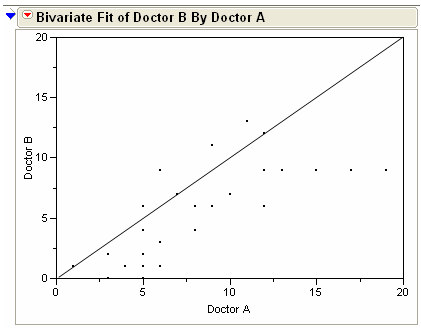 Bivariate Fit of Doctor B By Doctor A
20
15
10
5
0
Doctor B
0 5 10 15 20
Doctor A